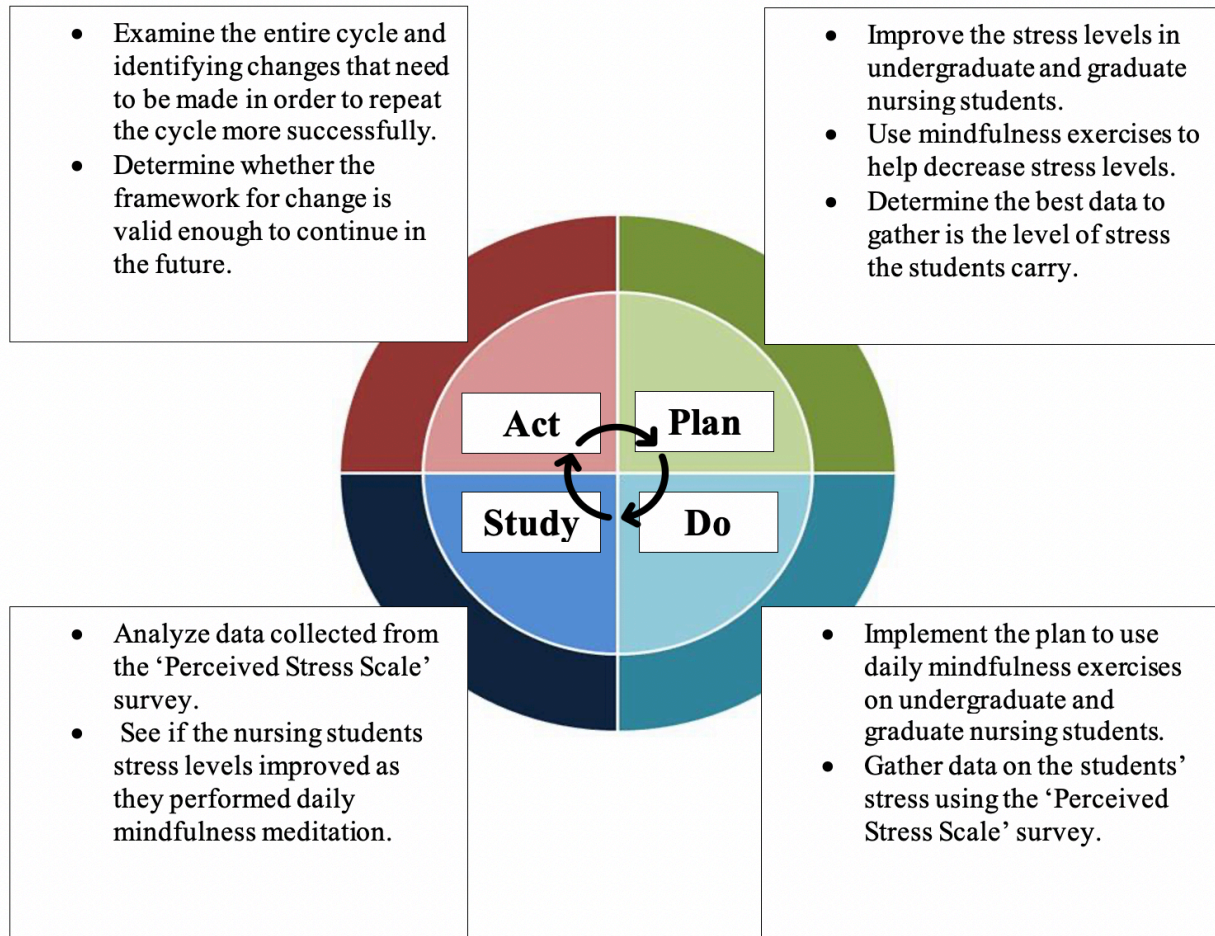 • Examine the entire cycle and
identifying changes that need
to be made in order to repeat
the cycle more successfully.
• Determine whether the
framework for change is
valid enough to continue in
the future.
• Improve the stress levels in
undergraduate and graduate
nursing students.
• Use mindfulness exercises to
help decrease stress levels.
• Determine the best data to
gather is the level of stress
the students carry.
Act
Plan
Study
Do
• Analyze data collected from
the ‘Perceived Stress Scale’
survey.
• See if the nursing students
stress levels improved as
they performed daily
mindfulness meditation.
• Implement the plan to use
daily mindfulness exercises
on undergraduate and
graduate nursing students.
• Gather data on the students’
stress using the ‘Perceived
Stress Scale’ survey.